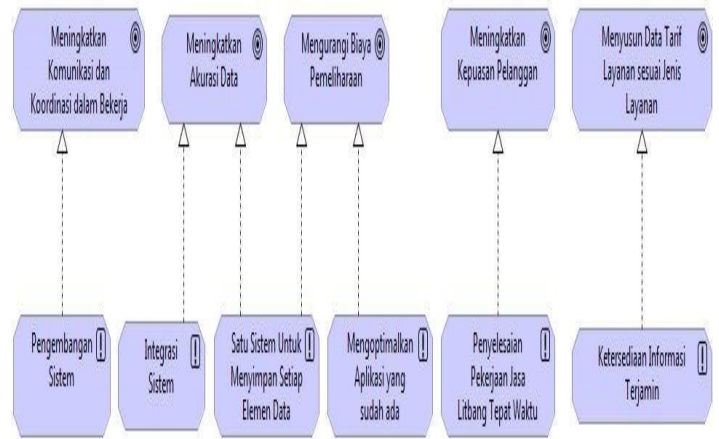 Meningkatkan
Komunikasi dan
Koordinasi dalam Bekerja
Meningkatkan
Akurasi Data
Mengurangi Biaya
Pemeliharaan
Meningkatkan
Kepuasan Pelanggan
Menyusun Data Tarif
Layanan sesuai Jenis
Layanan
Pengembangan
Sistem
Integrasi
Sistem
Satu Sistem Untuk
Menyimpan Setiap
Elemen Data
Mengoptimalkan
Aplikasi yang
sudah ada
Penyelesaian
Pekerjaan Jasa
Litbang Tepat Waktu
Ketersediaan Informasi
Terjamin